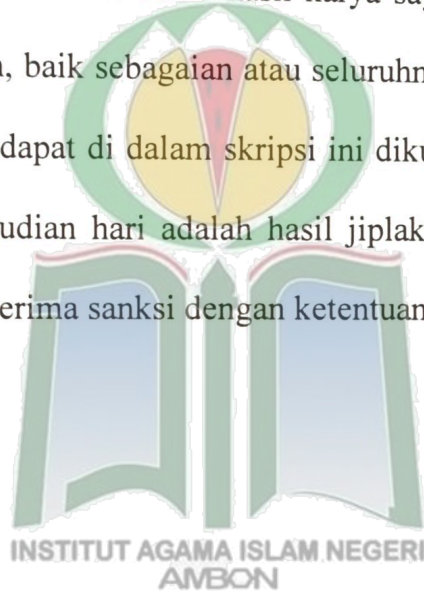 karya
, baik sebagaian atau seluruhn
dapat di dalam skripsi ini diku
udian hari adalah hasil jiplak
erima sanksi dengan ketentuan
INSTITUT AGAMA ISLAM NEGERI
AMBON